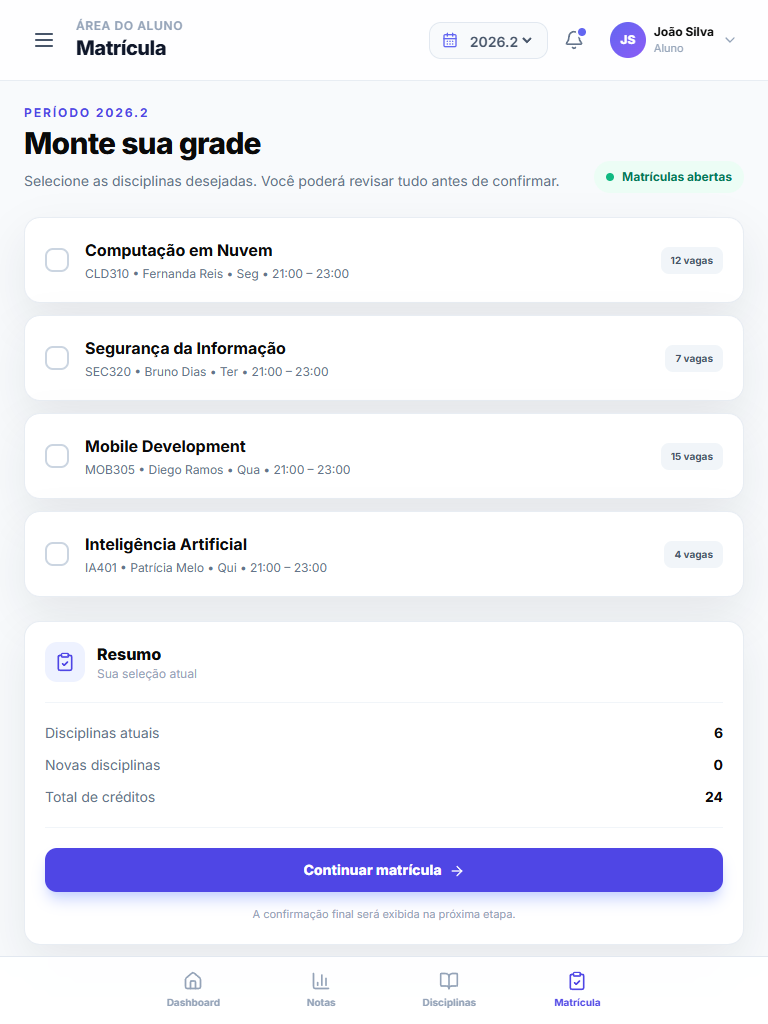 ÁREA DO ALUNO
Matrícula
2026.2
JS
João Silva
Aluno
PERÍODO 2026.2
Monte sua grade
Selecione as disciplinas desejadas. Você poderá revisar tudo antes de confirmar.
Matrículas abertas
Computação em Nuvem
CLD310 • Fernanda Reis • Seg • 21:00 – 23:00
12 vagas
Segurança da Informação
SEC320 • Bruno Dias • Ter • 21:00 – 23:00
7 vagas
Mobile Development
MOB305 • Diego Ramos • Qua • 21:00 – 23:00
15 vagas
Inteligência Artificial
IA401 • Patrícia Melo • Qui • 21:00 – 23:00
4 vagas
Resumo
Sua seleção atual
Disciplinas atuais 6
Novas disciplinas 0
Total de créditos 24
Continuar matrícula →
A confirmação final será exibida na próxima etapa.
Dashboard Notas Disciplinas Matrícula